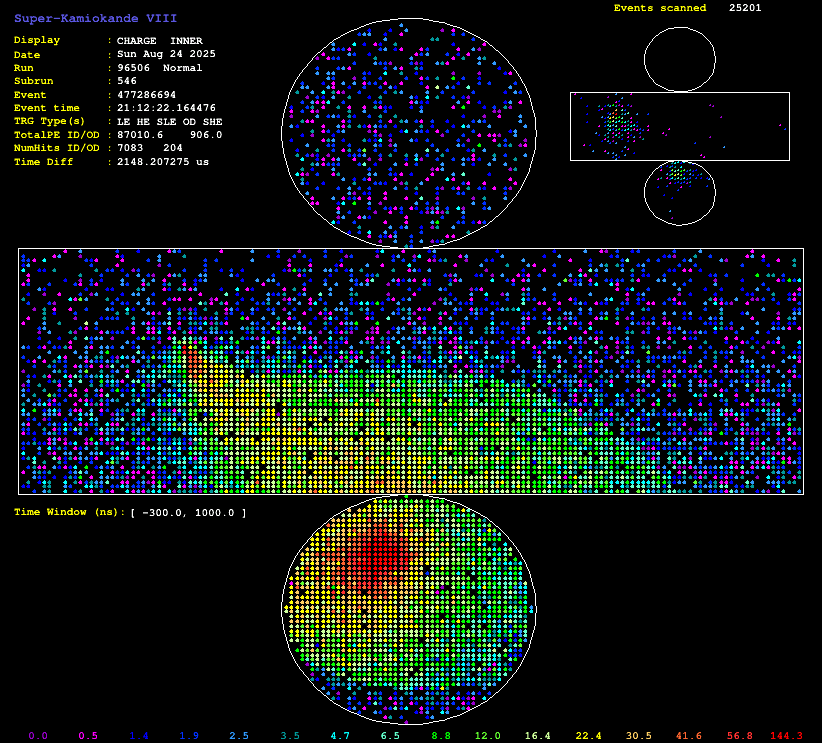 Super-Kamiokande VIII
Events scanned 25201
Display : CHARGE INNER
Date : Sun Aug 24 2025
Run : 96506 Normal
Subrun : 546
Event : 477286694
Event time : 21:12:22.164476
TRG Type(s) : LE HE SLE OD SHE
TotalPE ID/OD : 87010.6 906.0
NumHits ID/OD : 7083 204
Time Diff : 2148.207275 us
Time Window (ns): [ -300.0, 1000.0 ]
0.0 0.5 1.4 1.9 2.5 3.5 4.7 6.5 8.8 12.0 16.4 22.4 30.5 41.6 56.8 144.3